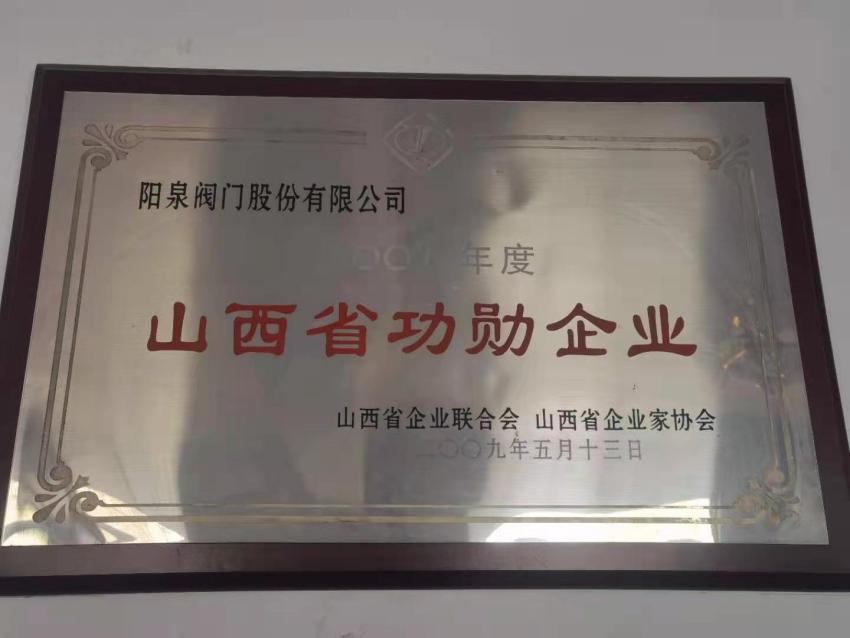 阳泉阀门股份有限公司
年度
山西省功勋企业
山西省企业联合会 山西省企业家协会
二〇〇九年五月十三日